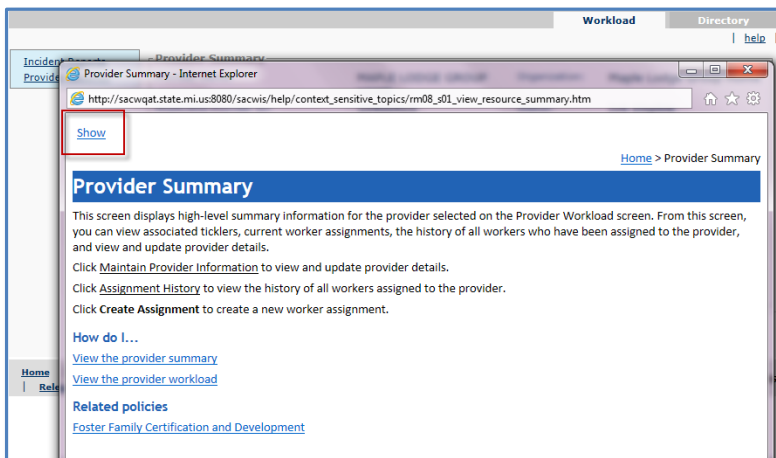 Workload Directory
| help |
Incident Reports
Provider Summary
Provide
Provider Summary - Internet Explorer
http://sacwqat.state.mi.us:8080/sacwis/help/context_sensitive_topics/rm08_s01_view_resource_summary.htm
Show
Home > Provider Summary
Provider Summary
This screen displays high-level summary information for the provider selected on the Provider Workload screen. From this screen,
you can view associated ticklers, current worker assignments, the history of all workers who have been assigned to the provider,
and view and update provider details.
Click Maintain Provider Information to view and update provider details.
Click Assignment History to view the history of all workers assigned to the provider.
Click Create Assignment to create a new worker assignment.
How do I...
View the provider summary
View the provider workload
Home
| Rele
Related policies
Foster Family Certification and Development